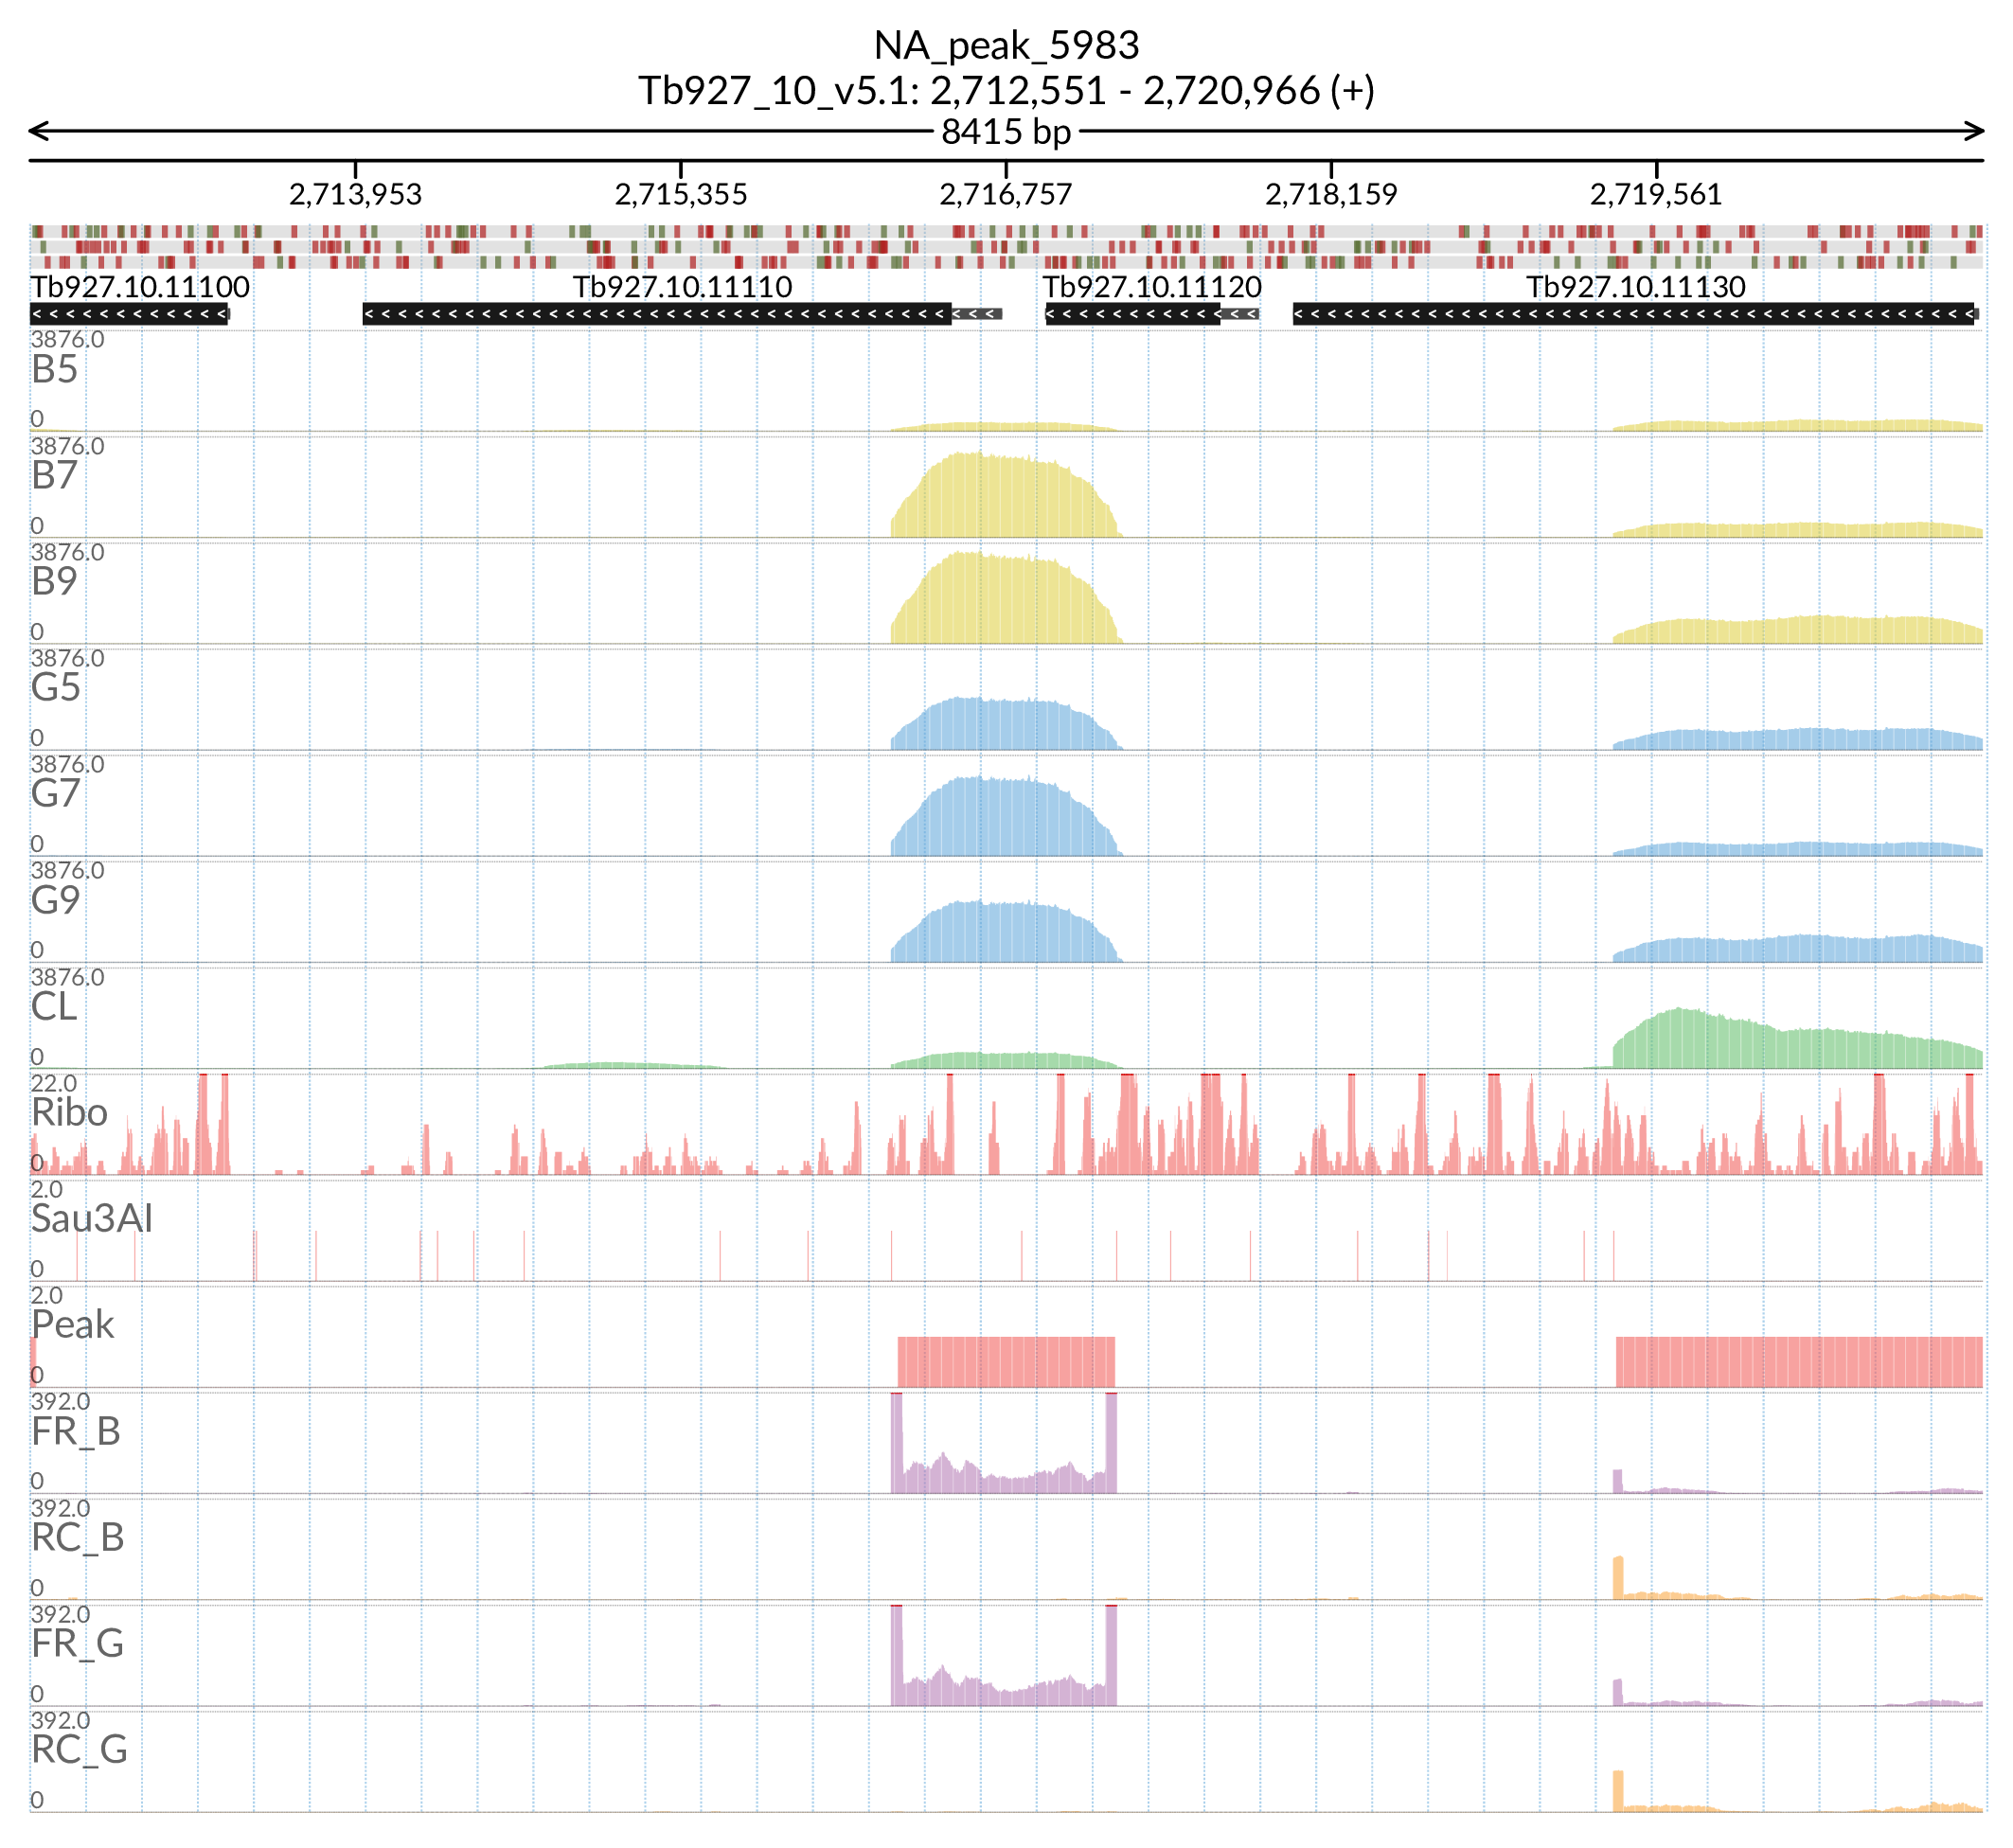 NA_peak_5983
Tb927_10_v5.1: 2,712,551 - 2,720,966 (+)
8415 bp
2,713,953 2,715,355 2,716,757 2,718,159 2,719,561
Tb927.10.11100 Tb927.10.11110 Tb927.10.11120 Tb927.10.11130
3876.0
B5
0
3876.0
B7
0
3876.0
B9
0
3876.0
G5
0
3876.0
G7
0
3876.0
G9
0
3876.0
CL
0
22.0
Ribo
0
2.0
Sau3AI
0
2.0
Peak
0
392.0
FR_B
0
392.0
RC_B
0
392.0
FR_G
0
392.0
RC_G
0